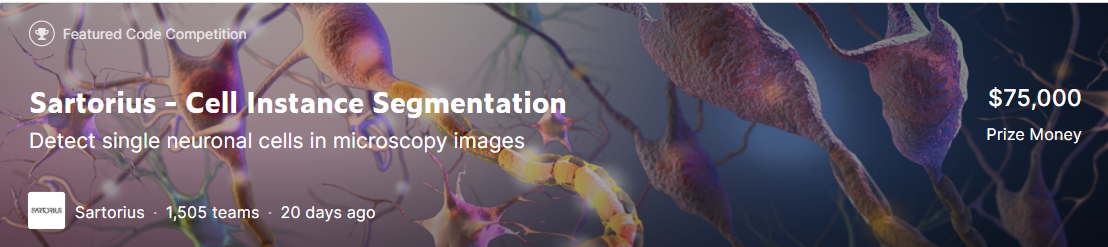 Featured Code Competition
Sartorius - Cell Instance Segmentation
$75,000
Detect single neuronal cells in microscopy images
Prize Money
SARTORIUS
Sartorius · 1,505 teams · 20 days ago